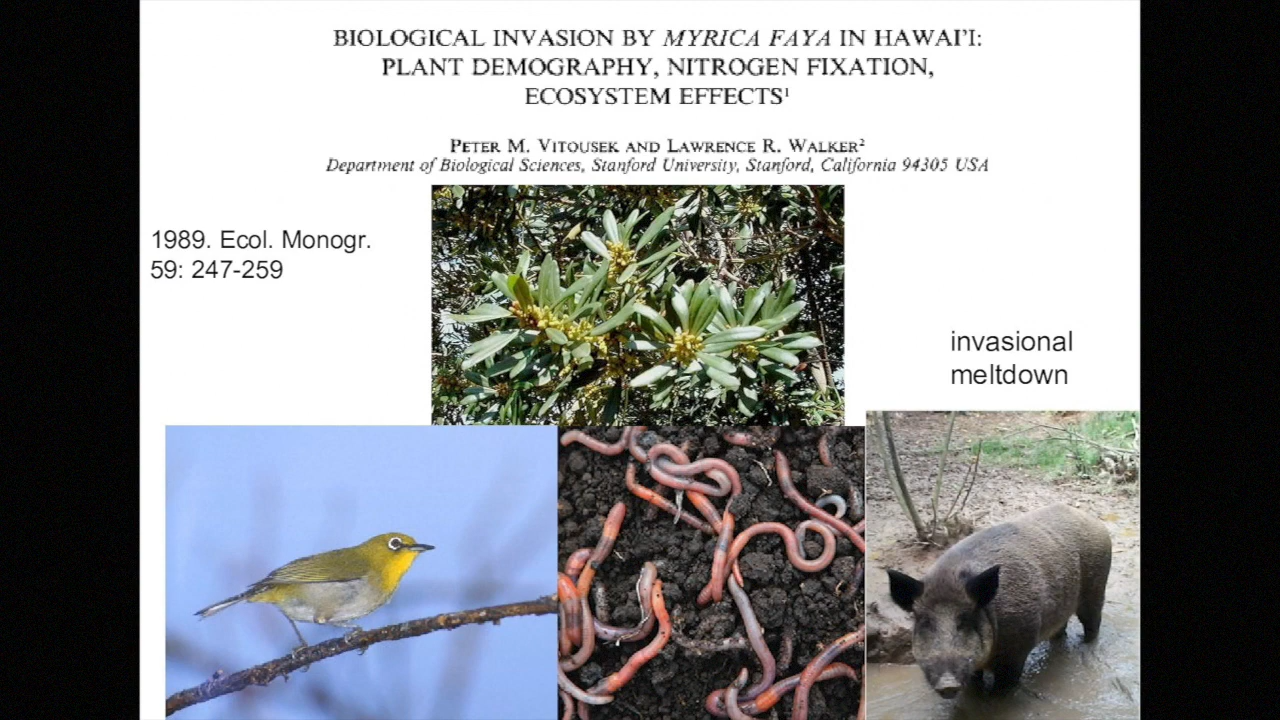 BIOLOGICAL INVASION BY MYRICA FAYA IN HAWAI'I:
PLANT DEMOGRAPHY, NITROGEN FIXATION,
ECOSYSTEM EFFECTS¹
PETER M. VITOUSEK AND LAWRENCE R. WALKER²
Department of Biological Sciences, Stanford University, Stanford, California 94305 USA
1989. Ecol. Monogr.
59: 247-259
invasional
meltdown